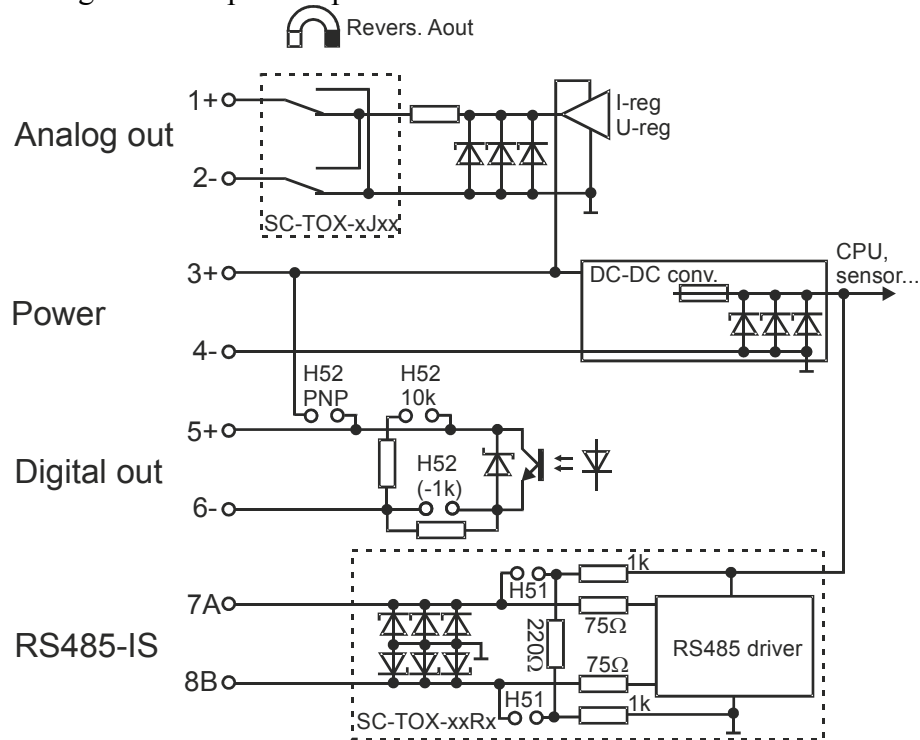 Revers. Aout
1+
I-reg
U-reg
Analog out
2-
SC-TOX-xJxx
3+
DC-DC conv.
CPU,
sensor...
Power
4-
H52
PNP
H52
10k
5+
Digital out
H52
(-1k)
6-
1k
7A
H51
75Ω
RS485-IS
220Ω
RS485 driver
75Ω
8B
H51
1k
SC-TOX-xxRx